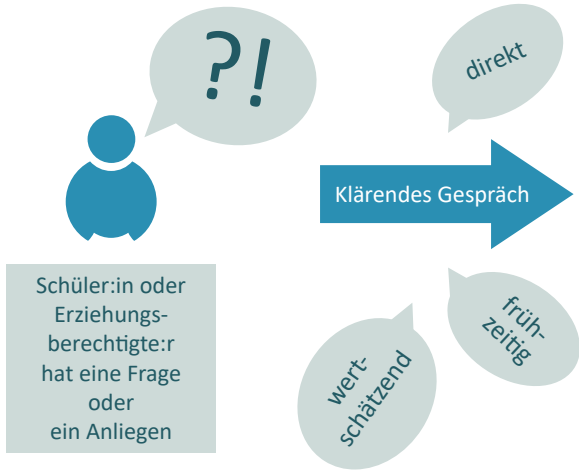 ?!
direkt
Klärendes Gespräch
Schüler:in oder
Erziehungs-
berechtigte:r
hat eine Frage
oder
ein Anliegen
früh-
zeitig
wert-
schätzend